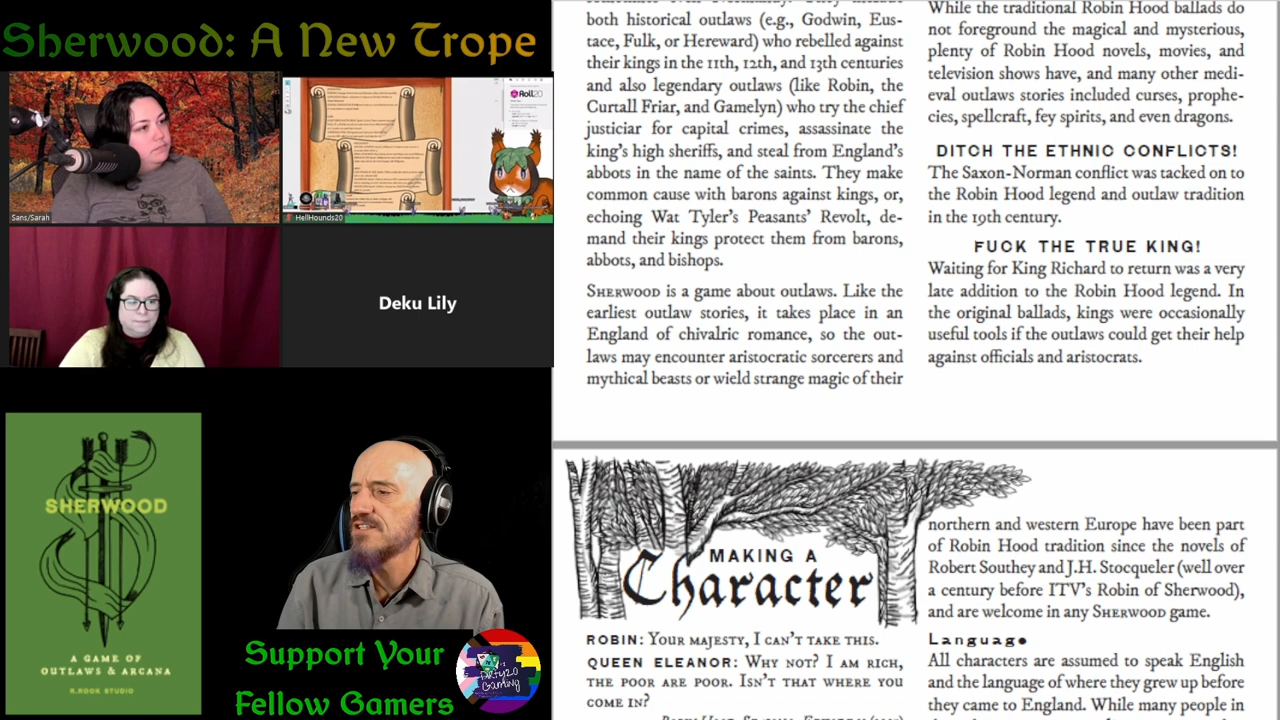 Sherwood: A New Trope
Sans/Sarah
Roll20
HellHounds20
Deku Lily
SHERWOOD
A GAME OF
OUTLAWS & ARCANA
R.ROOK STUDIO
Support Your
Fellow Gamers
Dirty20
Gaming
both historical outlaws (e.g., Godwin, Eus-
tace, Fulk, or Hereward) who rebelled against
their kings in the 11th, 12th, and 13th centuries
and also legendary outlaws (like Robin, the
Curtall Friar, and Gamelyn) who try the chief
justiciar for capital crimes, assassinate the
king's high sheriffs, and steal from England's
abbots in the name of the saints. They make
common cause with barons against kings, or,
echoing Wat Tyler's Peasants' Revolt, de-
mand their kings protect them from barons,
abbots, and bishops.
SHERWOOD is a game about outlaws. Like the
earliest outlaw stories, it takes place in an
England of chivalric romance, so the out-
laws may encounter aristocratic sorcerers and
mythical beasts or wield strange magic of their
While the traditional Robin Hood ballads do
not foreground the magical and mysterious,
plenty of Robin Hood novels, movies, and
television shows have, and many other medi-
eval outlaws stories included curses, prophe-
cies, spellcraft, fey spirits, and even dragons.
DITCH THE ETHNIC CONFLICTS
The Saxon-Norman conflict was tacked on to
the Robin Hood legend and outlaw tradition
in the 19th century.
FUCK THE TRUE KING!
Waiting for King Richard to return was a very
late addition to the Robin Hood legend. In
the original ballads, kings were occasionally
useful tools if the outlaws could get their help
against officials and aristocrats.
MAKING A
Character
ROBIN: YOUR MAJESTY, I CAN'T TAKE THIS.
QUEEN ELEANOR: WHY NOT? I AM RICH,
THE POOR ARE POOR. ISN'T THAT WHERE YOU
COME IN?
northern and western Europe have been part
of Robin Hood tradition since the novels of
Robert Southey and J.H. Stocqueler (well over
a century before ITV's Robin of Sherwood),
and are welcome in any SHERWOOD game.
Language
All characters are assumed to speak English
and the language of where they grew up before
they came to England. While many people in